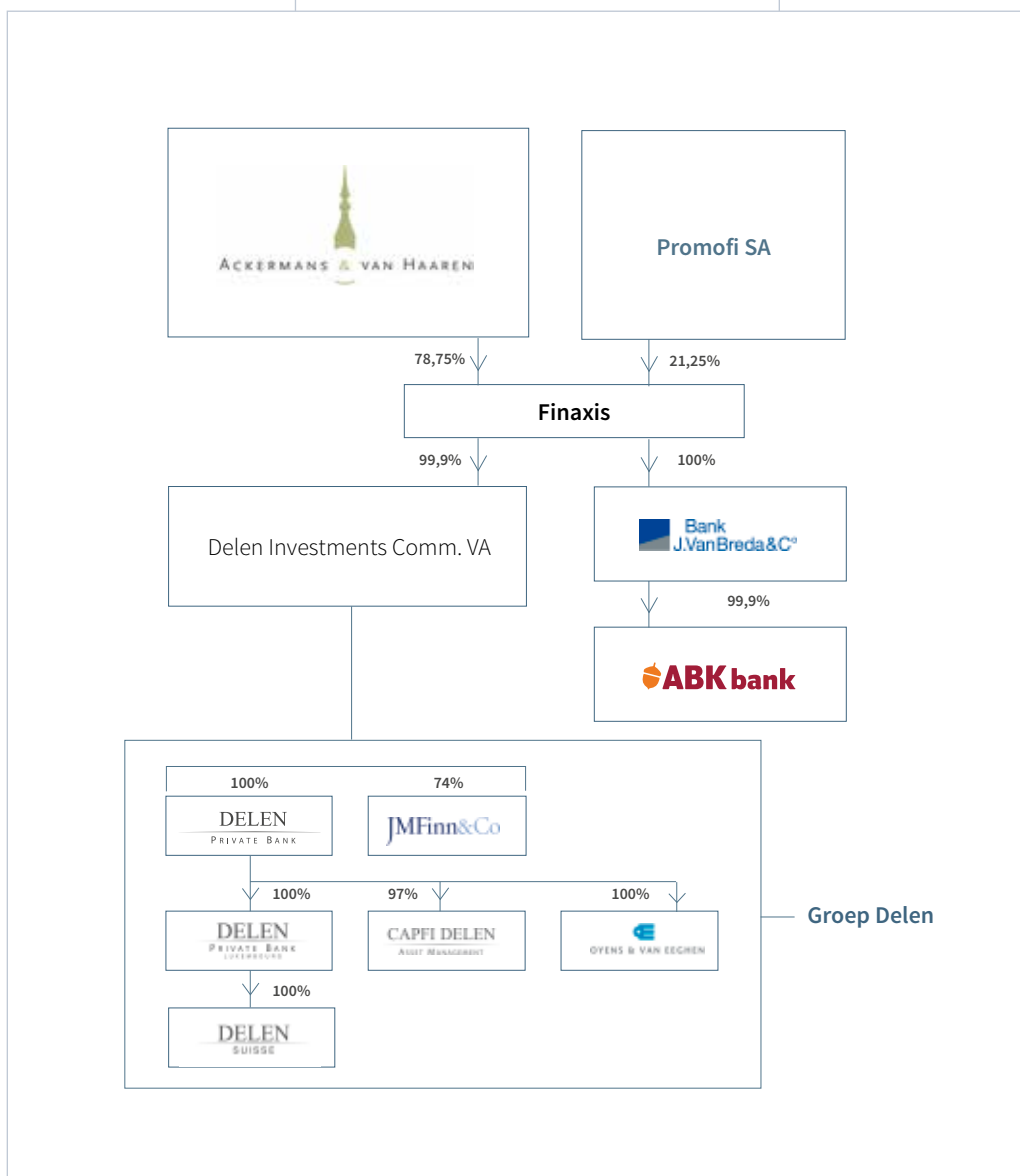 ACKERMANS & VAN HAAREN
Promofi SA
78,75%
21,25%
Finaxis
99,9%
100%
Delen Investments Comm. VA
Bank
J.VanBreda&C°
99,9%
ABK bank
100%
74%
DELEN
PRIVATE BANK
JMFinn&Co
100%
97%
100%
DELEN
PRIVATE BANK
LUXEMBOURG
CAPFI DELEN
ASSET MANAGEMENT
OYENS & VAN EEGHEN
Groep Delen
100%
DELEN
SUISSE